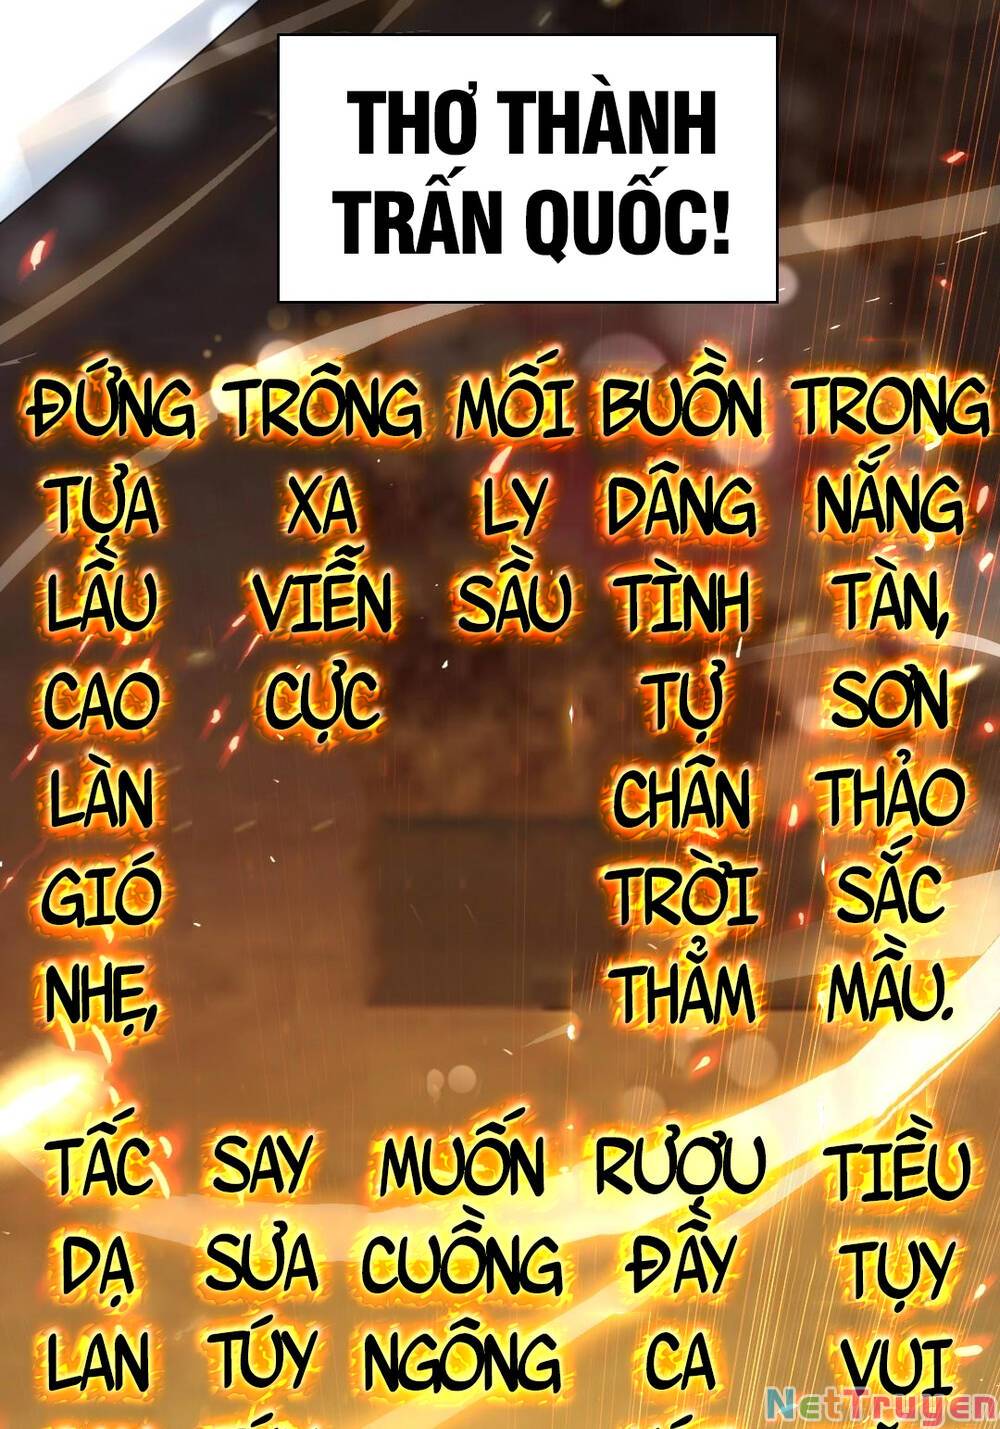 THƠ THÀNH
TRẤN QUỐC!
ĐỨNG TỰA LẦU CAO LÀN GIÓ NHẸ,
TRÔNG XA VIỄN CỰC
MỐI LY SẦU
BUỒN DÂNG TÌNH TỰ CHÂN TRỜI THẲM
TRONG NẮNG TÀN, SƠN THẢO SẮC MẦU.
TẤC DẠ LAN
SAY SƯA TÚY
MUỐN CUỒNG NGÔNG
RƯỢU ĐẦY CA
TIỀU TỤY VUI
NetTruyen